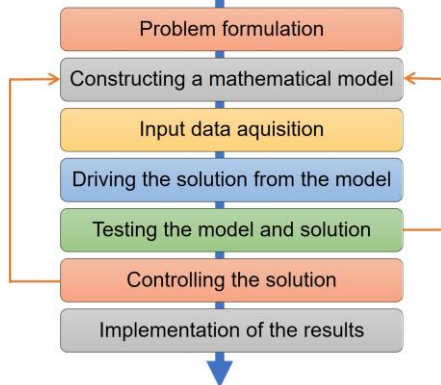 Problem formulation
Constructing a mathematical model
Input data aquisition
Driving the solution from the model
Testing the model and solution
Controlling the solution
Implementation of the results